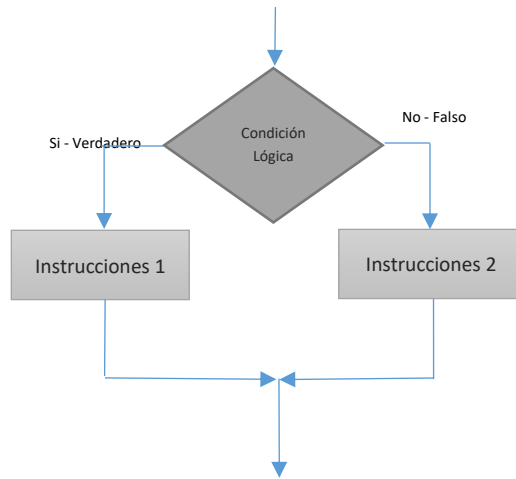 Condición
Lógica
Si - Verdadero
No - Falso
Instrucciones 1
Instrucciones 2